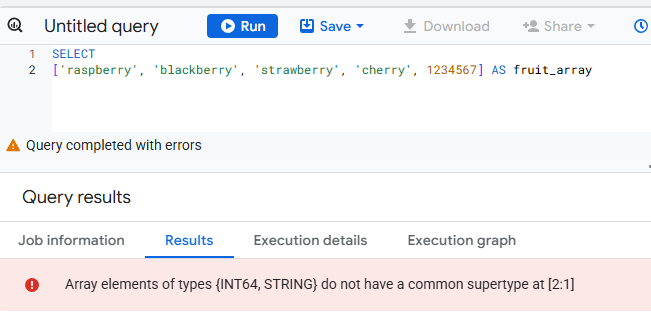 Untitled query Run Save Download Share
1 SELECT
2 ['raspberry', 'blackberry', 'strawberry', 'cherry', 1234567] AS fruit_array
Query completed with errors
Query results
Job information Results Execution details Execution graph
Array elements of types {INT64, STRING} do not have a common supertype at [2:1]